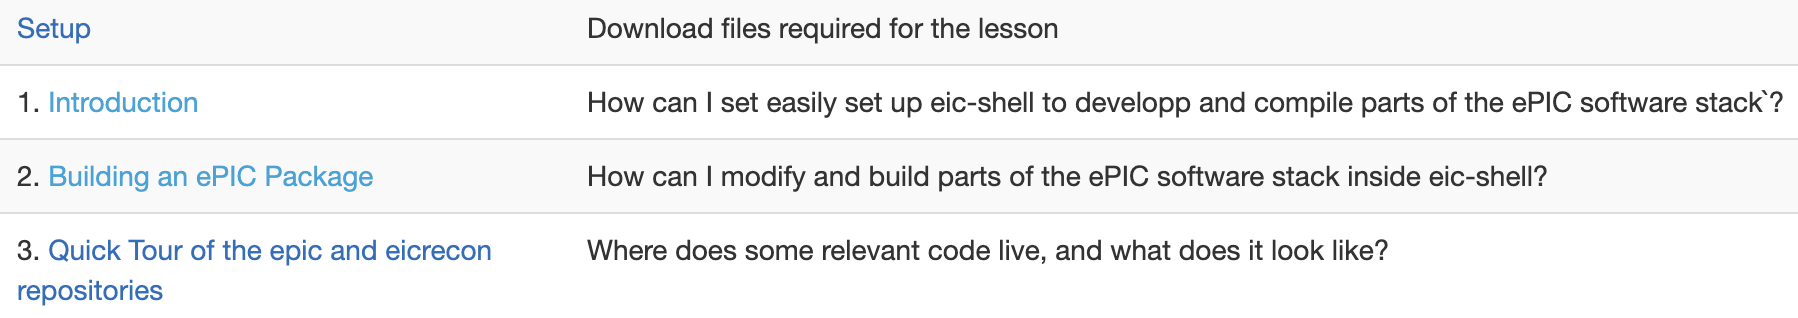 Setup Download files required for the lesson
1. Introduction How can I set easily set up eic-shell to developp and compile parts of the ePIC software stack`?
2. Building an ePIC Package How can I modify and build parts of the ePIC software stack inside eic-shell?
3. Quick Tour of the epic and eicrecon Where does some relevant code live, and what does it look like?
repositories